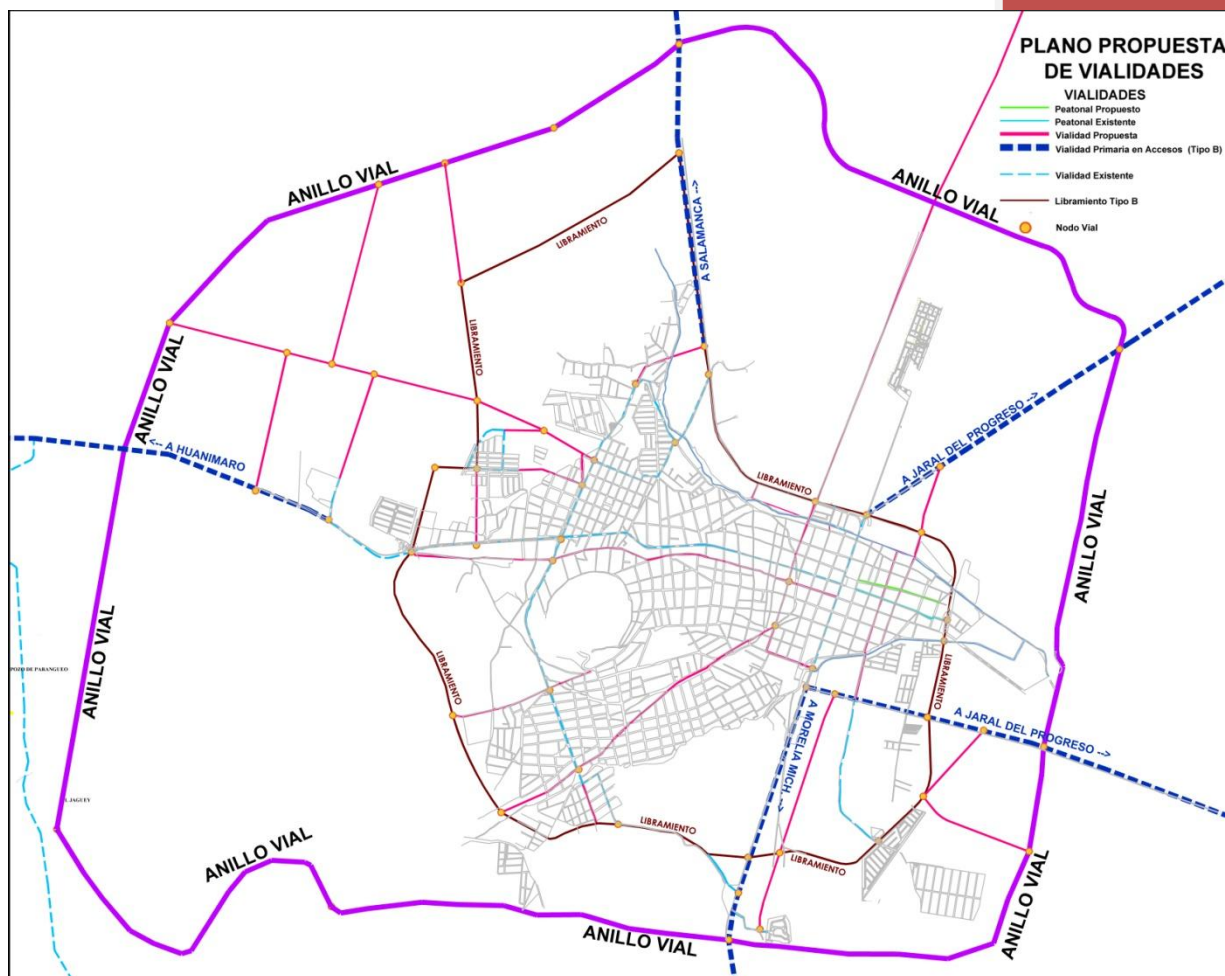 PLANO PROPUESTA
DE VIALIDADES
VIALIDADES
Peatonal Propuesto
Peatonal Existente
Vialidad Propuesta
Vialidad Primaria en Accesos (Tipo B)
Vialidad Existente
Libramiento Tipo B
Nodo Vial
ANILLO VIAL
ANILLO VIAL
LIBRAMIENTO
A SALAMANCA -->
LIBRAMIENTO
ANILLO VIAL
<-- A HUANIMARO
A JARAL DEL PROGRESO -->
LIBRAMIENTO
ANILLO VIAL
ANILLO VIAL
POZO DE PARANGUEO
LIBRAMIENTO
LIBRAMIENTO
A MORELIA MICH. -->
A JARAL DEL PROGRESO -->
JAGUEY
LIBRAMIENTO
LIBRAMIENTO
ANILLO VIAL
ANILLO VIAL
ANILLO VIAL